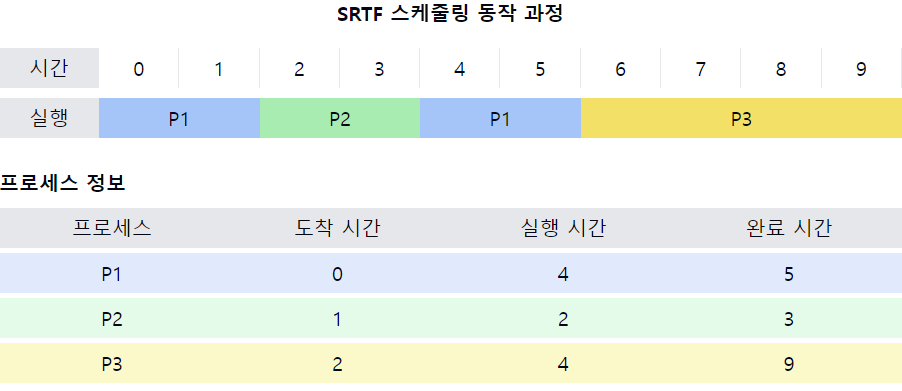 SRTF 스케줄링 동작 과정
시간 0 1 2 3 4 5 6 7 8 9
실행 P1 P2 P1 P3
프로세스 정보
프로세스 도착 시간 실행 시간 완료 시간
P1 0 4 5
P2 1 2 3
P3 2 4 9